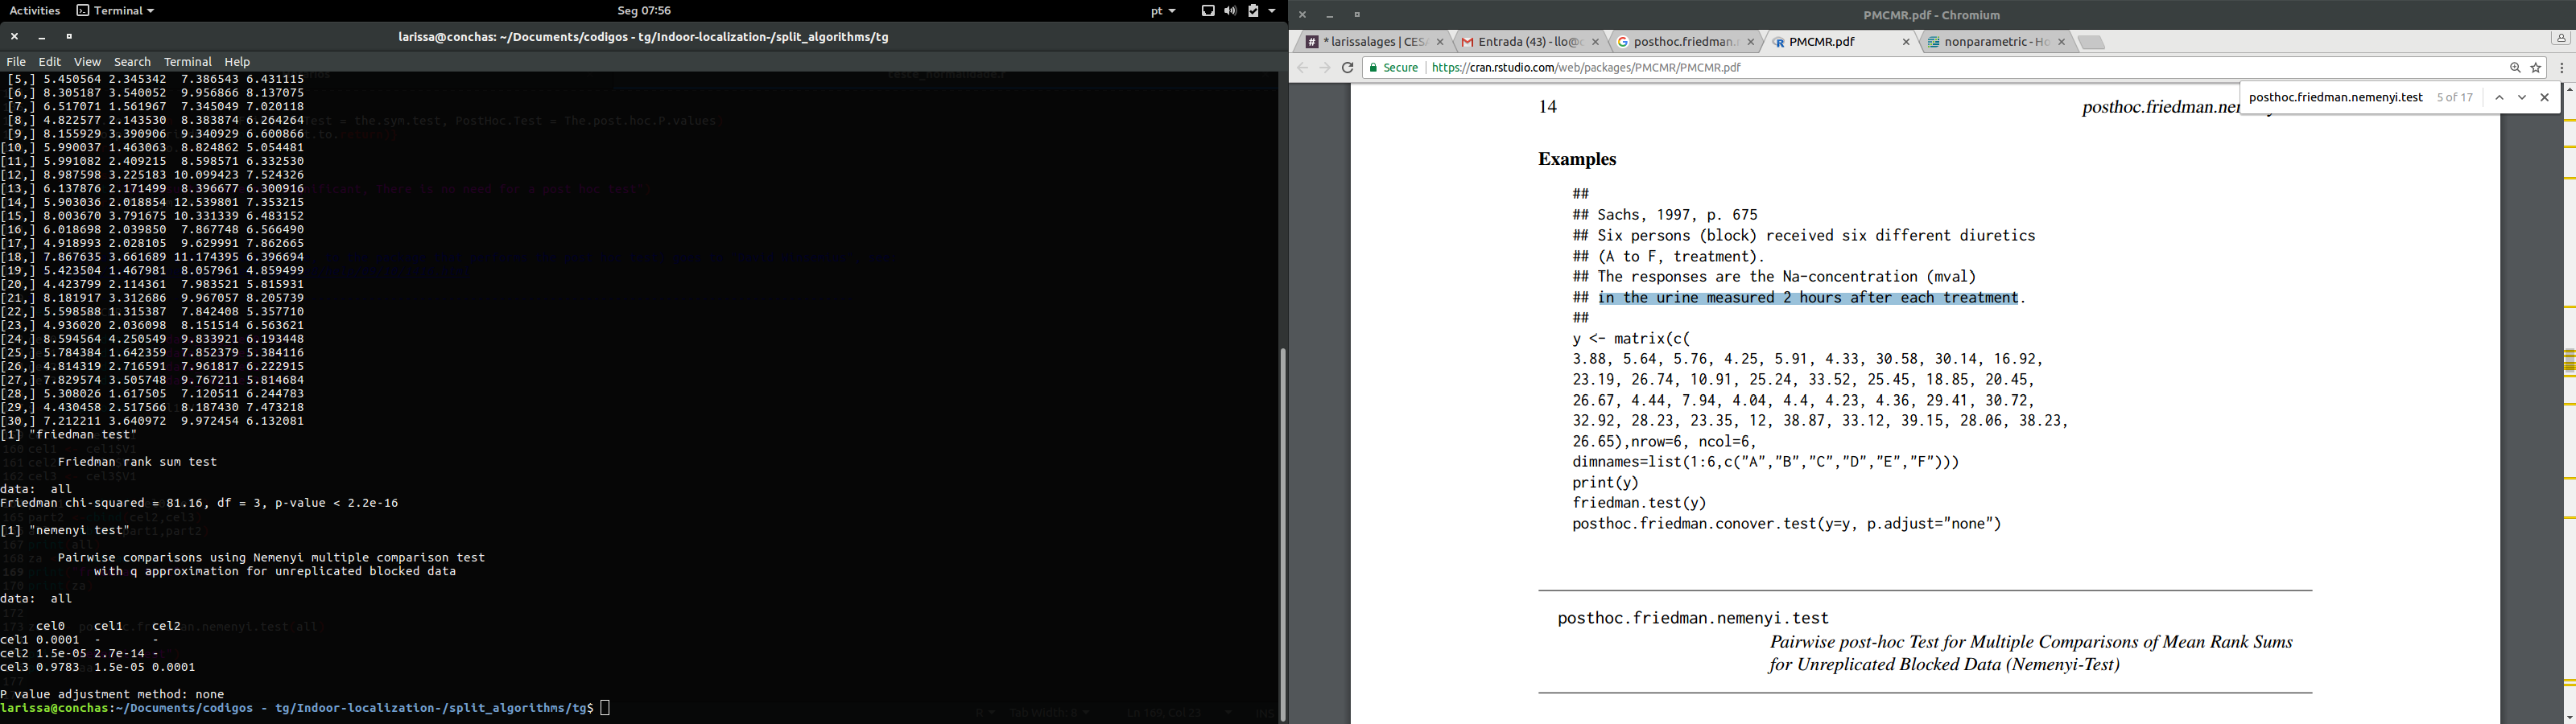 Activities Terminal Seg 07:56 pt
larissa@conchas: ~/Documents/codigos - tg/Indoor-localization-/split_algorithms/tg
File Edit View Search Terminal Help
[5,] 5.450564 2.345342 7.386543 6.431115
[6,] 8.305187 3.540052 9.956866 8.137075
[7,] 6.517071 1.561967 7.345049 7.020118
[8,] 4.822577 2.143530 8.383874 6.264264
[9,] 8.155929 3.390906 9.340929 6.600866
[10,] 5.990037 1.463063 8.824862 5.054481
[11,] 5.991082 2.409215 8.598571 6.332530
[12,] 8.987598 3.225183 10.099423 7.524326
[13,] 6.137876 2.171499 8.396677 6.300916
[14,] 5.903036 2.018854 12.539801 7.353215
[15,] 8.003670 3.791675 10.331339 6.483152
[16,] 6.018698 2.039850 7.867748 6.566490
[17,] 4.918993 2.028105 9.629991 7.862665
[18,] 7.867635 3.661689 11.174395 6.396694
[19,] 5.423504 1.467981 8.057961 4.859499
[20,] 4.423799 2.114361 7.983521 5.815931
[21,] 8.181917 3.312686 9.967057 8.205739
[22,] 5.598588 1.315387 7.842408 5.357710
[23,] 4.936020 2.036098 8.151514 6.563621
[24,] 8.594564 4.250549 9.833921 6.193448
[25,] 5.784384 1.642359 7.852379 5.384116
[26,] 4.814319 2.716591 7.961817 6.222915
[27,] 7.829574 3.505748 9.767211 5.814684
[28,] 5.308026 1.617505 7.120511 6.244783
[29,] 4.430458 2.517566 8.187430 7.473218
[30,] 7.212211 3.640972 9.972454 6.132081
[1] "friedman test"
Friedman rank sum test
data: all
Friedman chi-squared = 81.16, df = 3, p-value < 2.2e-16
[1] "nemenyi test"
Pairwise comparisons using Nemenyi multiple comparison test
with q approximation for unreplicated blocked data
data: all
cel0 cel1 cel2
cel1 0.0001 - -
cel2 1.5e-05 2.7e-14 -
cel3 0.9783 1.5e-05 0.0001
P value adjustment method: none
larissa@conchas:~/Documents/codigos - tg/Indoor-localization-/split_algorithms/tg$
PMCMR.pdf - Chromium
* larissalages | CES Entrada (43) - llo@ posthoc.friedman. PMCMR.pdf nonparametric - Ho
Secure https://cran.rstudio.com/web/packages/PMCMR/PMCMR.pdf
posthoc.friedman.nemenyi.test 5 of 17
14 posthoc.friedman.ner
Examples
##
## Sachs, 1997, p. 675
## Six persons (block) received six different diuretics
## (A to F, treatment).
## The responses are the Na-concentration (mval)
## in the urine measured 2 hours after each treatment.
##
y <- matrix(c(
3.88, 5.64, 5.76, 4.25, 5.91, 4.33, 30.58, 30.14, 16.92,
23.19, 26.74, 10.91, 25.24, 33.52, 25.45, 18.85, 20.45,
26.67, 4.44, 7.94, 4.04, 4.4, 4.23, 4.36, 29.41, 30.72,
32.92, 28.23, 23.35, 12, 38.87, 33.12, 39.15, 28.06, 38.23,
26.65),nrow=6, ncol=6,
dimnames=list(1:6,c("A","B","C","D","E","F")))
print(y)
friedman.test(y)
posthoc.friedman.conover.test(y=y, p.adjust="none")
posthoc.friedman.nemenyi.test
Pairwise post-hoc Test for Multiple Comparisons of Mean Rank Sums
for Unreplicated Blocked Data (Nemenyi-Test)